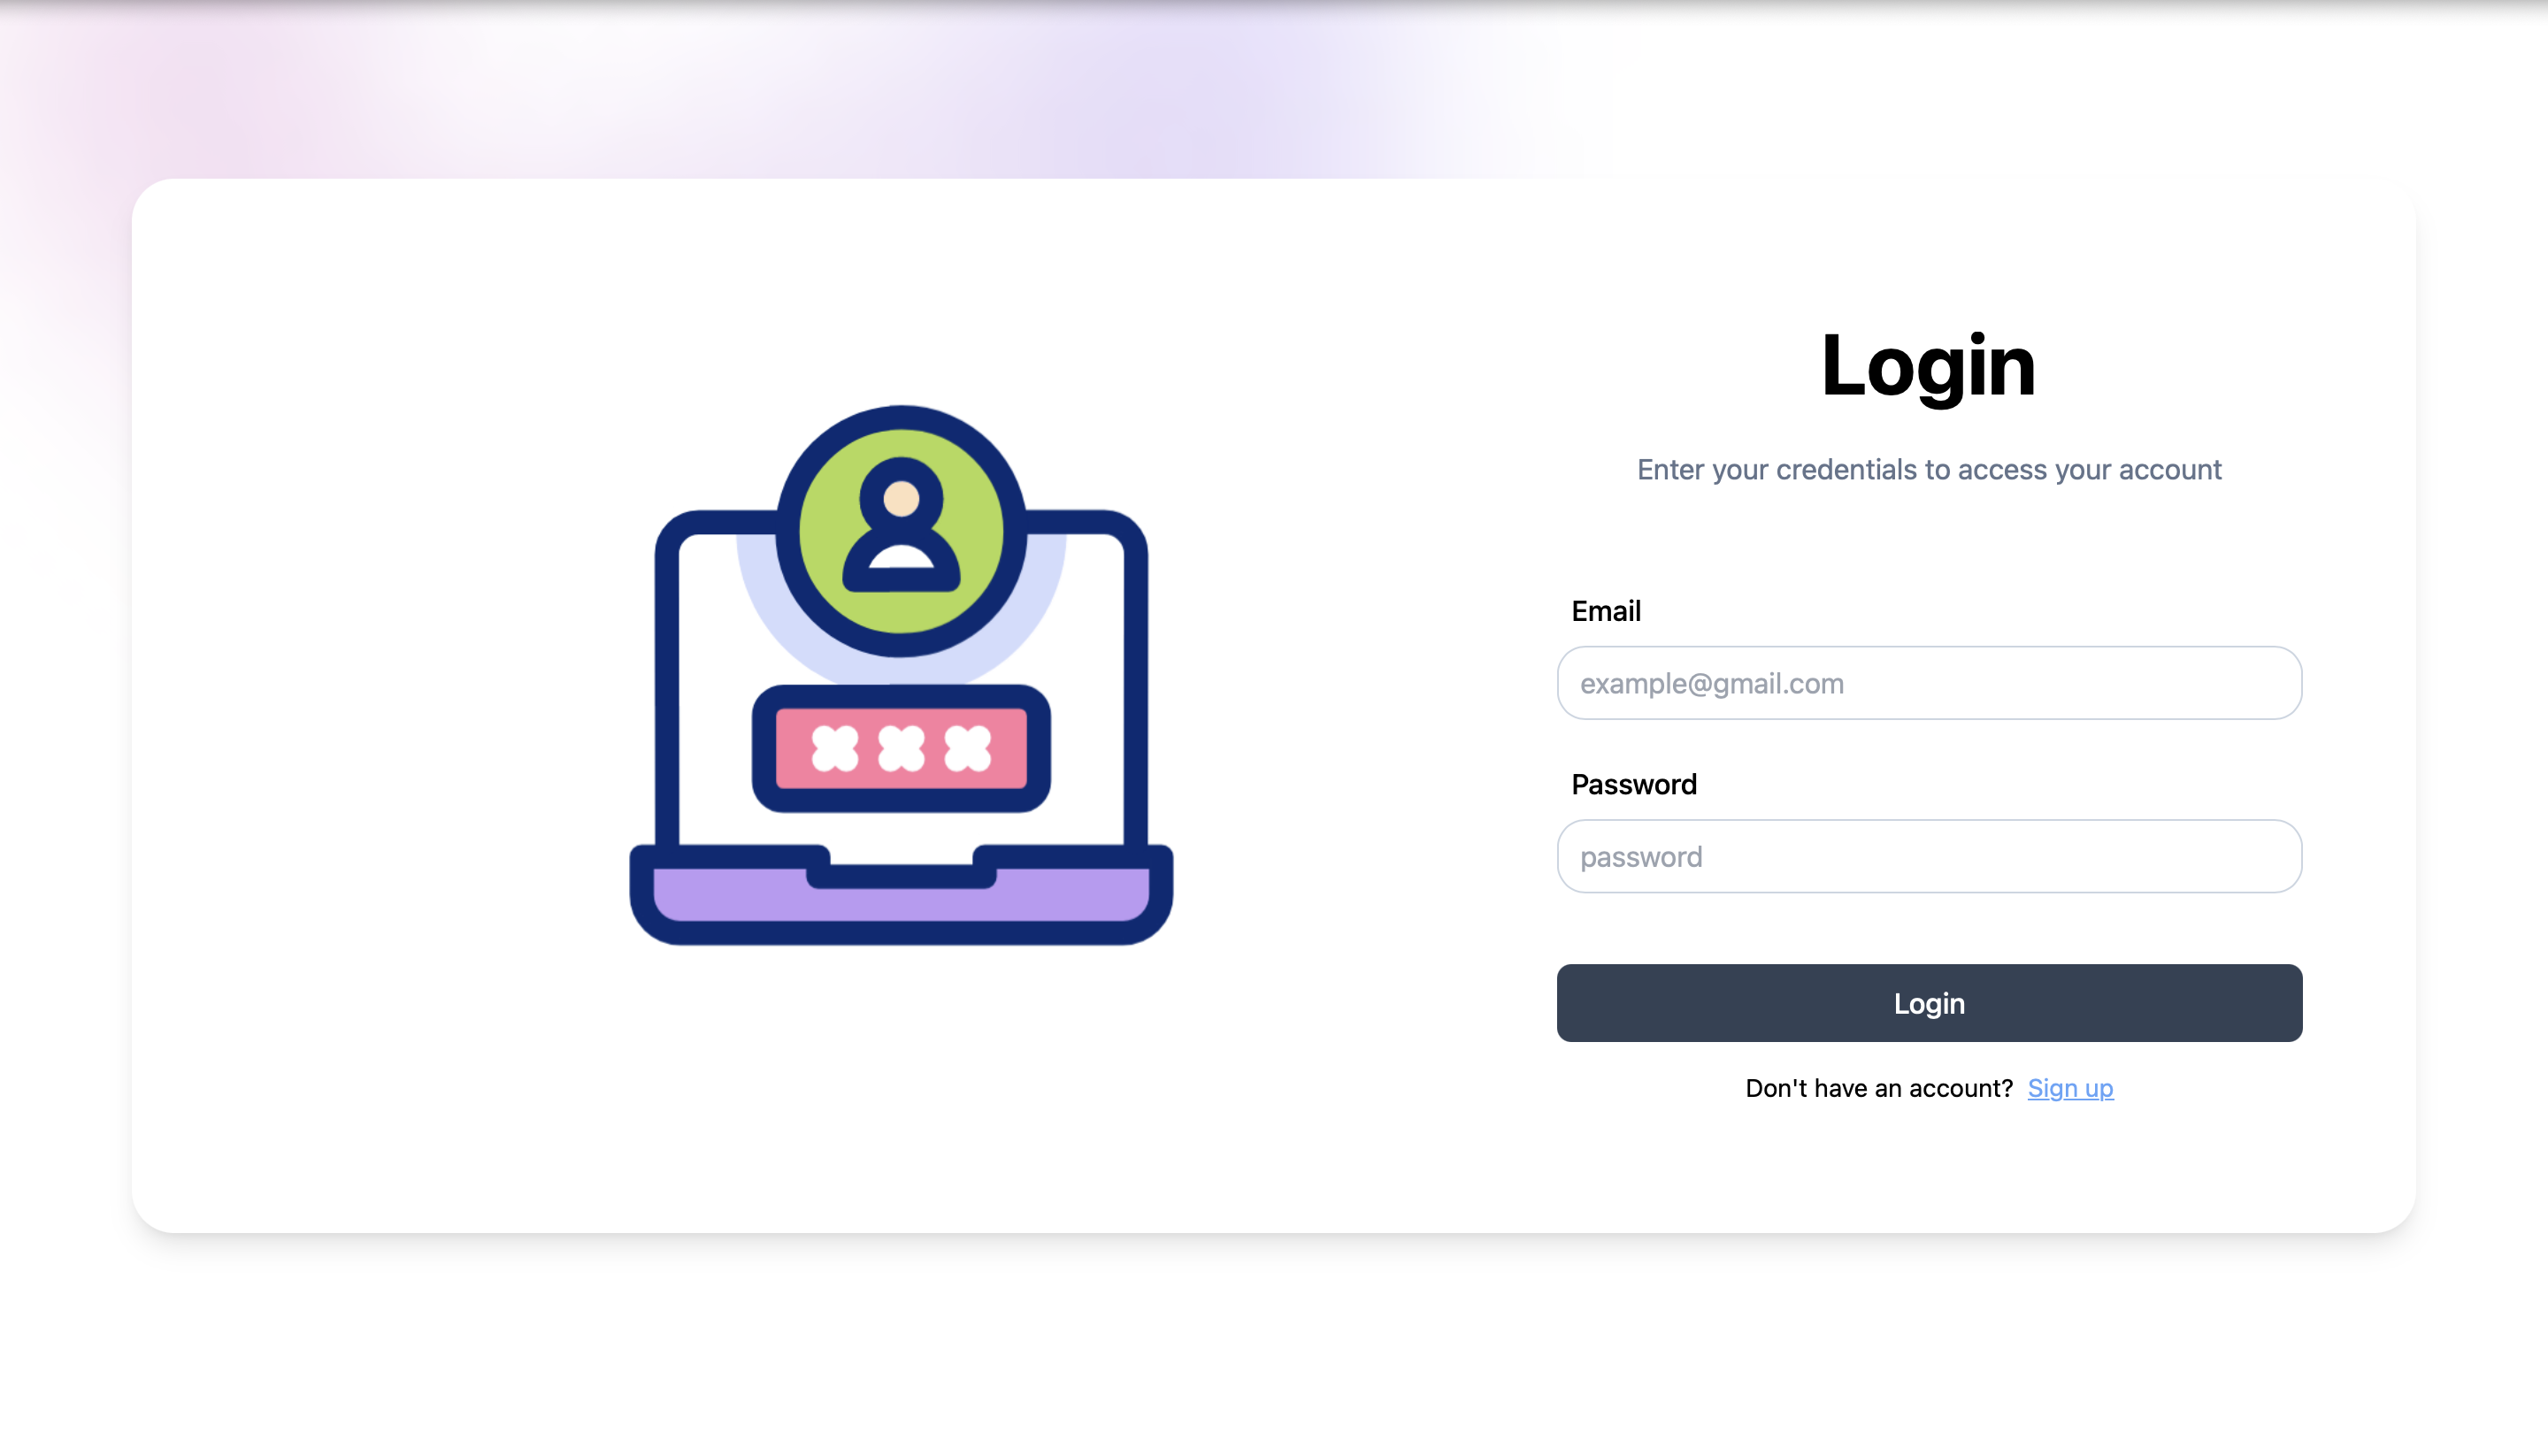 Login
Enter your credentials to access your account
Email
example@gmail.com
Password
password
Login
Don't have an account? Sign up